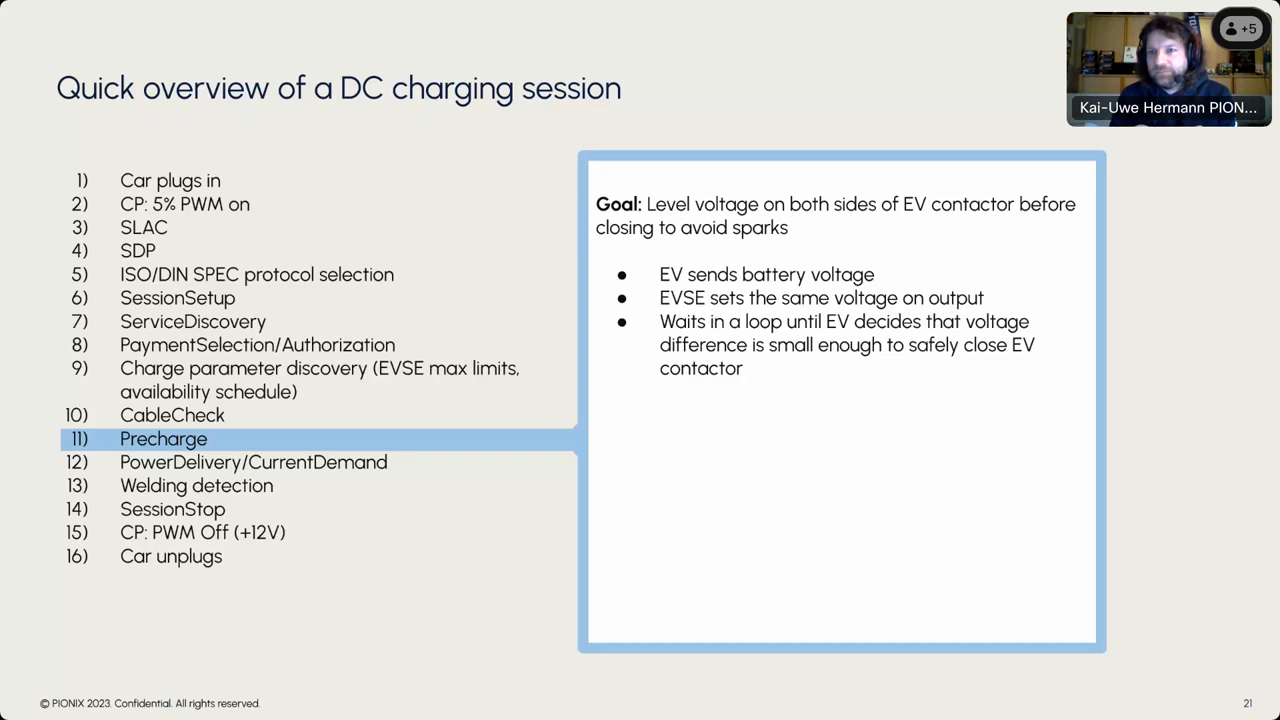 Quick overview of a DC charging session
+5
Kai-Uwe Hermann PION...
1) Car plugs in
2) CP: 5% PWM on
3) SLAC
4) SDP
5) ISO/DIN SPEC protocol selection
6) SessionSetup
7) ServiceDiscovery
8) PaymentSelection/Authorization
9) Charge parameter discovery (EVSE max limits,
availability schedule)
10) CableCheck
11) Precharge
12) PowerDelivery/CurrentDemand
13) Welding detection
14) SessionStop
15) CP: PWM Off (+12V)
16) Car unplugs
Goal: Level voltage on both sides of EV contactor before
closing to avoid sparks
● EV sends battery voltage
● EVSE sets the same voltage on output
● Waits in a loop until EV decides that voltage
difference is small enough to safely close EV
contactor
© PIONIX 2023. Confidential. All rights reserved.
21